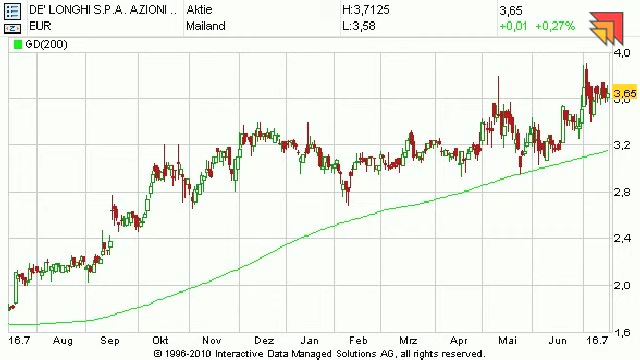 DE' LONGHI S.P.A. AZIONI .. Aktie H:3,7125 3,65
EUR Mailand L:3,58 +0,01 +0,27%
GD(200)
4,0
3,65
3,6
3,2
2,8
2,4
2,0
1,6
16.7 Aug Sep Okt Nov Dez Jan Feb Mrz Apr Mai Jun 16.7
© 1996-2010 Interactive Data Managed Solutions AG, all rights reserved.